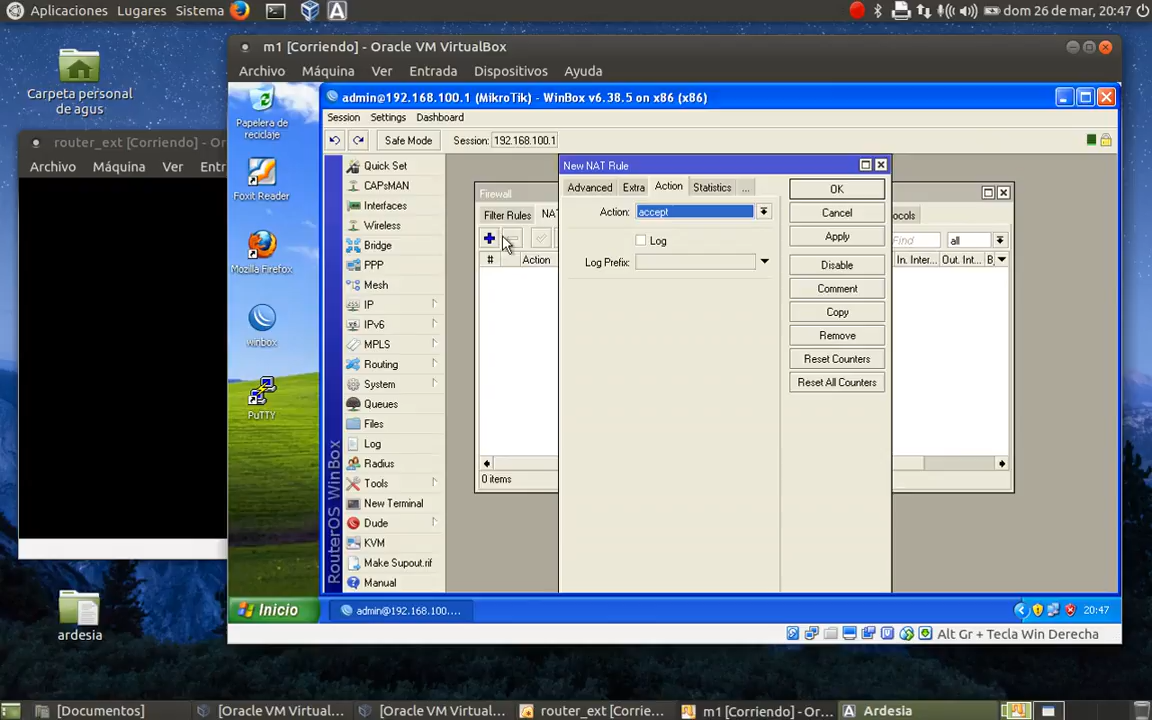 Aplicaciones Lugares Sistema A dom 26 de mar, 20:47
Carpeta personal
de agus
router_ext [Corriendo] - Or
Archivo Máquina Ver Entr
ardesia
m1 [Corriendo] - Oracle VM VirtualBox
Archivo Máquina Ver Entrada Dispositivos Ayuda
Papelera de
reciclaje
Foxit Reader
Mozilla Firefox
winbox
PuTTY
admin@192.168.100.1 (MikroTik) - WinBox v6.38.5 on x86 (x86)
Session Settings Dashboard
Safe Mode Session: 192.168.100.1
RouterOS WinBox
Quick Set
CAPsMAN
Interfaces
Wireless
Bridge
PPP
Mesh
IP
IPv6
MPLS
Routing
System
Queues
Files
Log
Radius
Tools
New Terminal
Dude
KVM
Make Supout.rif
Manual
Firewall
Filter Rules NA ocols
Find all
# Action In. Inter... Out. Int... B
0 items
New NAT Rule
Advanced Extra Action Statistics ...
Action: accept
Log
Log Prefix:
OK
Cancel
Apply
Disable
Comment
Copy
Remove
Reset Counters
Reset All Counters
Inicio admin@192.168.100.... 20:47
Alt Gr + Tecla Win Derecha
[Documentos] [Oracle VM Virtual... [Oracle VM Virtual... router_ext [Corrie... m1 [Corriendo] - Or... A Ardesia